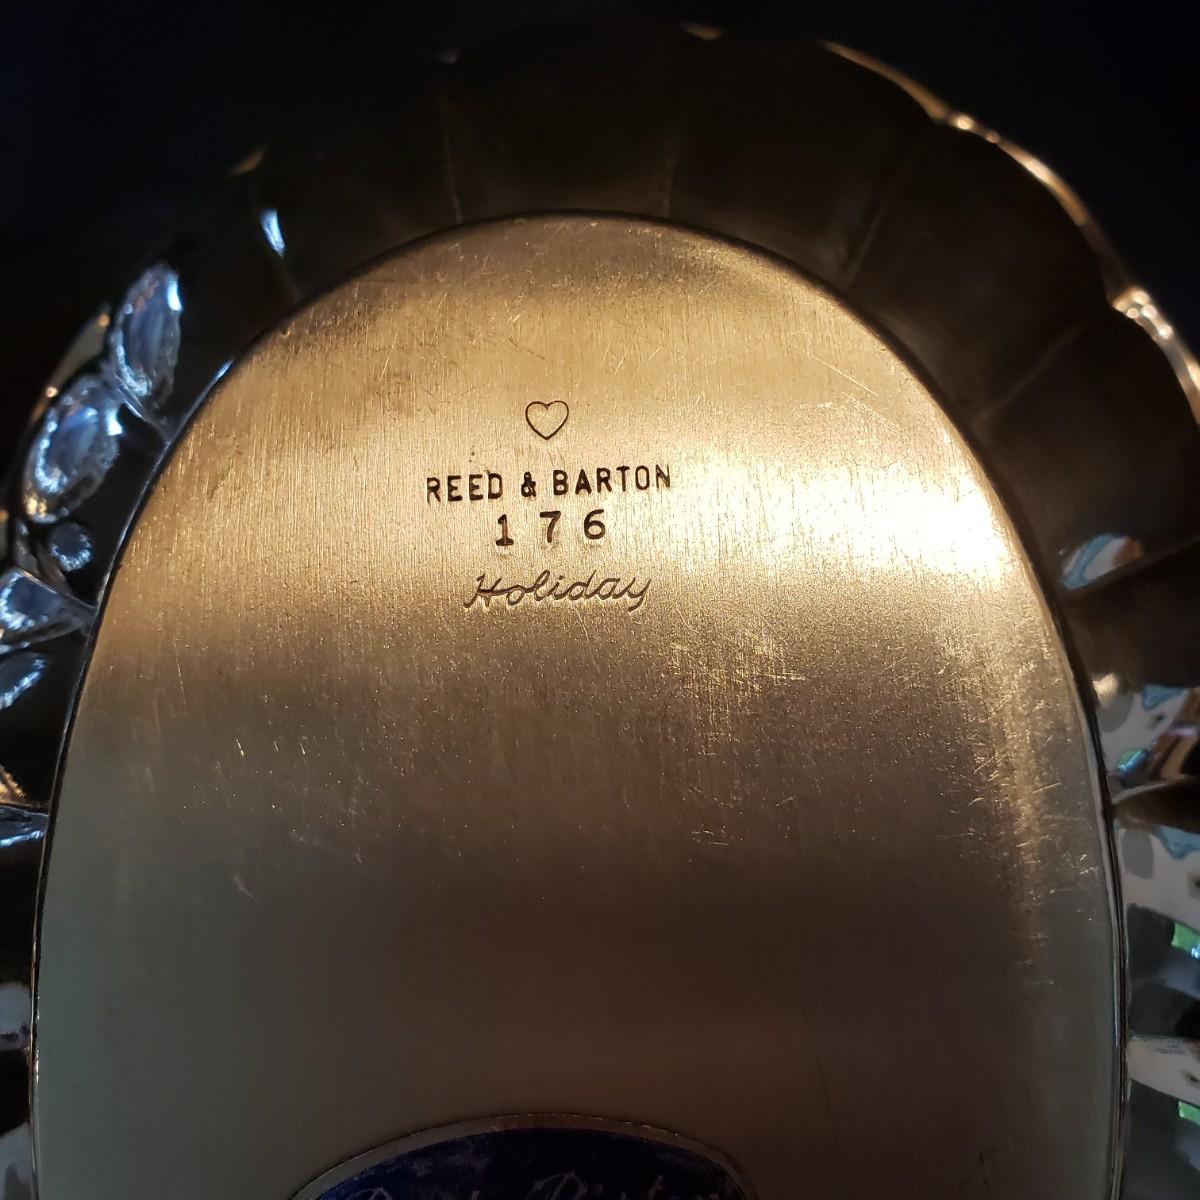 REED & BARTON
176
Holiday